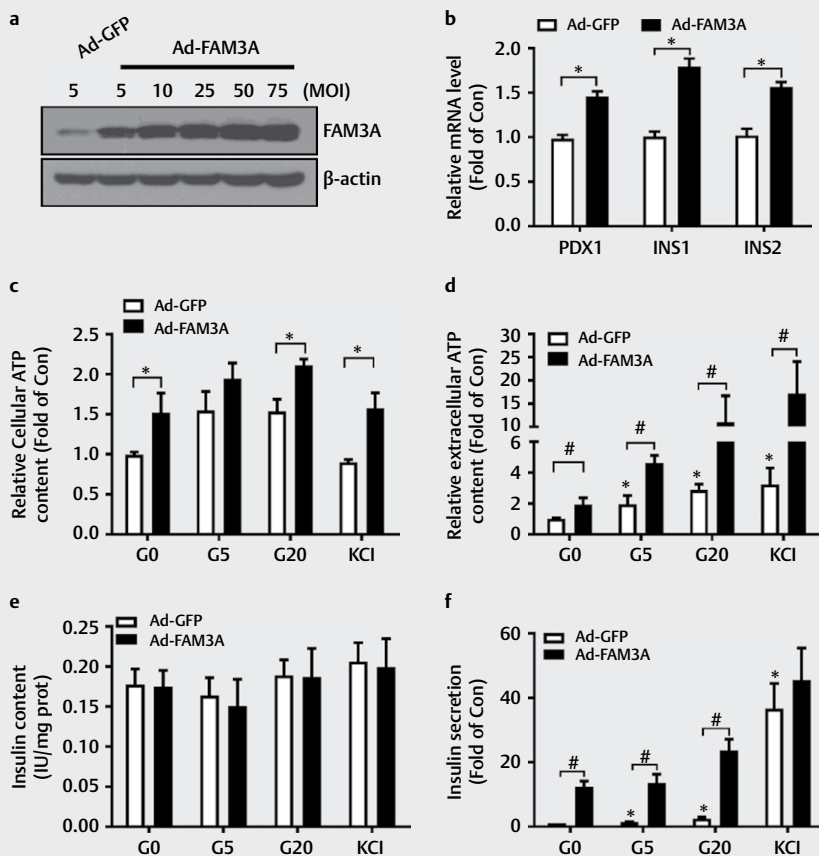 a
Ad-GFP
Ad-FAM3A
5 5 10 25 50 75 (MOI)
FAM3A
β-actin
b
Ad-GFP Ad-FAM3A
Relative mRNA level
(Fold of Con)
2.0
1.5
1.0
0.5
0.0
* * *
PDX1 INS1 INS2
c
Ad-GFP
Ad-FAM3A
Relative Cellular ATP
content (Fold of Con)
2.5
2.0
1.5
1.0
0.5
0.0
* * *
G0 G5 G20 KCl
d
Ad-GFP
Ad-FAM3A
Relative extracellular ATP
content (Fold of Con)
30
25
20
15
10
6
4
2
0
# # # #
* * *
G0 G5 G20 KCl
e
Ad-GFP
Ad-FAM3A
Insulin content
(IU/mg prot)
0.25
0.20
0.15
0.10
0.05
0.00
G0 G5 G20 KCl
f
Ad-GFP
Ad-FAM3A
Insulin secretion
(Fold of Con)
60
40
20
0
# # #
* * *
G0 G5 G20 KCl